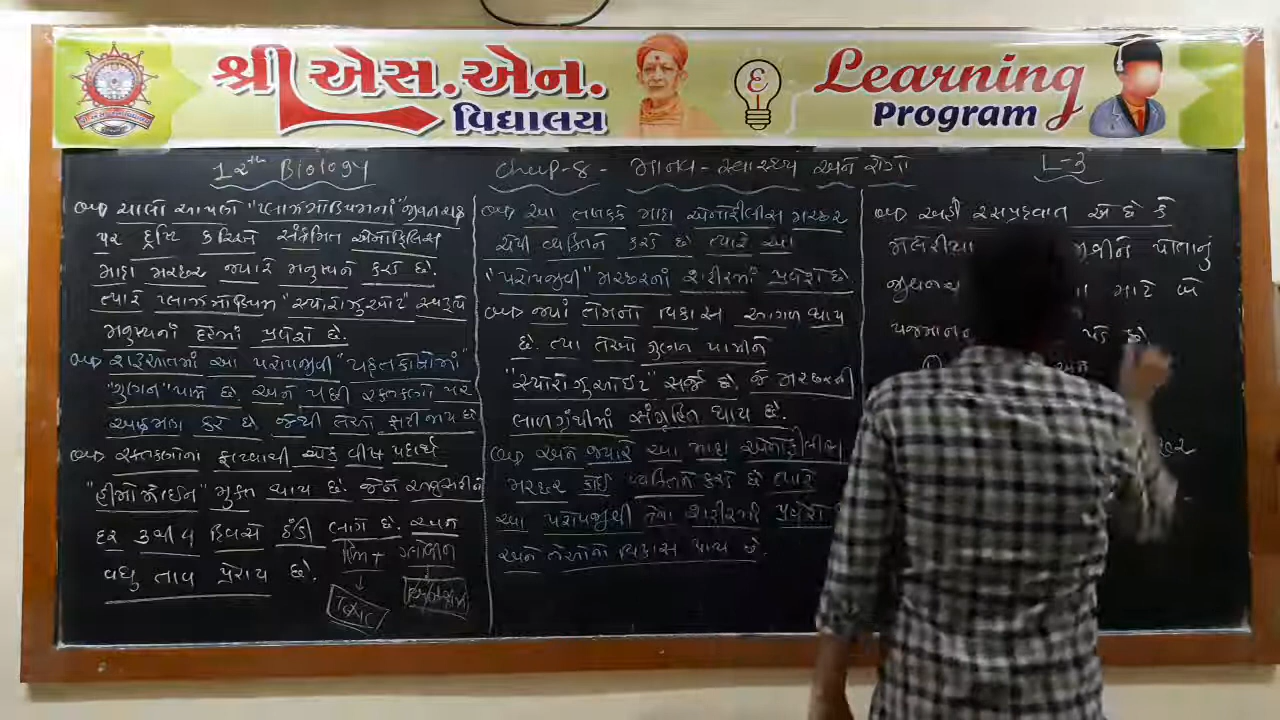 શ્રી એસ.એન.
વિદ્યાલય
Learning
Program
12th Biology
Chap-8 - માનવ - સ્વાસ્થ્ય અને રોગો
L-3
ચાલો આપણે "પ્લાઝમોડિયમનાં" જીવનચક્ર
પર દૃષ્ટિ કરીએ સંક્રમિત એનોફિલિસ
માદા મચ્છર જ્યારે મનુષ્યને કરડે છે.
ત્યારે પ્લાઝમોડિયમ "સ્પોરોઝુઓઇટ" સ્વરૂપે
મનુષ્યનાં દેહમાં પ્રવેશે છે.
શરૂઆતમાં આ પરોપજીવી "યકૃતકોષોમાં"
"ગુણન" પામે છે. અને પછી રક્તકણો પર
આક્રમણ કરે છે. જેથી તેઓ ફાટી જાય છે.
રક્તકણોના ફાટવાથી એક વીષ પદાર્થ
"હીમોઝોઇન" મુક્ત થાય છે. જેને અનુસરીને
દર 3 થી 4 દિવસે ઠંડી લાગે છે. અને
વધુ તાવ પ્રેરાય છે.
હિમ + ગ્લોબીન
આ તબક્કે માદા એનોફીલીસ મચ્છર
ચેપી વ્યક્તિને કરડે છે ત્યારે આ
"પરોપજીવી" મચ્છરનાં શરીરમાં પ્રવેશે છે
જ્યાં તેમનો વિકાસ આગળ થાય
છે. ત્યાં તેઓ ગુણન પામીને
"સ્પોરોઝુઓઇટ" સર્જે છે. જે મચ્છરની
લાળગ્રંથીમાં સંગ્રહિત થાય છે.
અને જ્યારે આ માદા એનોફીલીસ
મચ્છર કોઈ વ્યક્તિને કરડે છે ત્યારે
આ પરોપજીવી તેના શરીરમાં પ્રવેશે
અને તેઓનો વિકાસ થાય છે.
અહી રસપ્રદવાત એ છે કે
મલેરીયા પોતાનું
માટે બે